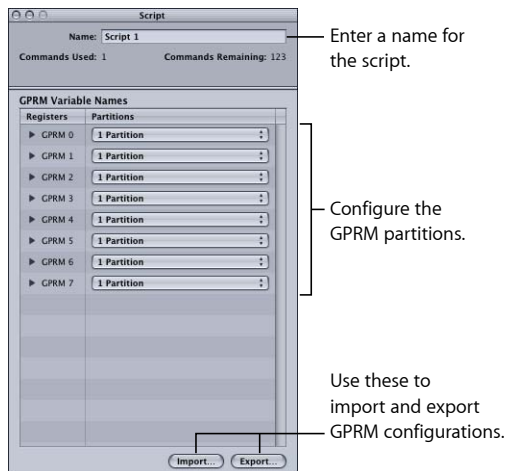 Script
Name: Script 1
Commands Used: 1 Commands Remaining: 123
GPRM Variable Names
Registers Partitions
GPRM 0 1 Partition
GPRM 1 1 Partition
GPRM 2 1 Partition
GPRM 3 1 Partition
GPRM 4 1 Partition
GPRM 5 1 Partition
GPRM 6 1 Partition
GPRM 7 1 Partition
Import... Export...
Enter a name for
the script.
Configure the
GPRM partitions.
Use these to
import and export
GPRM configurations.